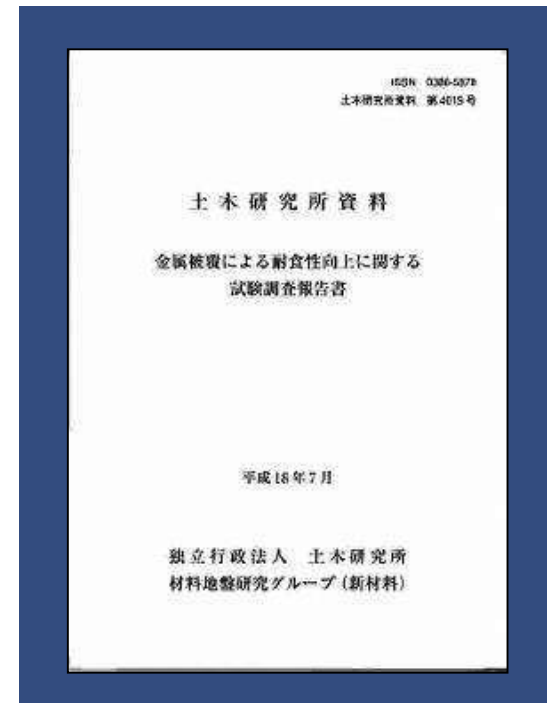 ISSN 0386-5878
土木研究所資料 第4019号
土木研究所資料
金属被覆による耐食性向上に関する
試験調査報告書
平成18年7月
独立行政法人 土木研究所
材料地盤研究グループ（新材料）